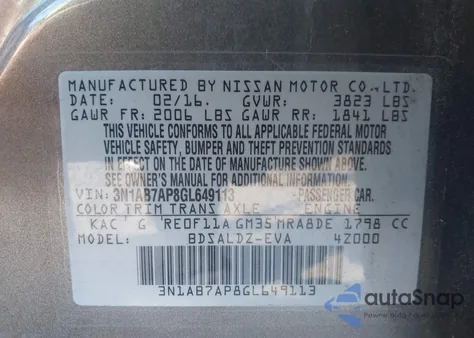 MANUFACTURED BY NISSAN MOTOR CO., LTD.
DATE: 02/16. GVWR: 3823 LBS
GAWR FR: 2006 LBS GAWR RR: 1841 LBS
THIS VEHICLE CONFORMS TO ALL APPLICABLE FEDERAL MOTOR
VEHICLE SAFETY, BUMPER, AND THEFT PREVENTION STANDARDS
IN EFFECT ON THE DATE OF MANUFACTURE SHOWN ABOVE.
SEE OWNER'S MANUAL FOR ADDITIONAL INFORMATION
VIN: 3N1AB7AP8GL649113 PASSENGER CAR.
COLOR TRIM TRANS AXLE ENGINE
KAC G RE0F11A GM35 MRA8DE 1798 CC
MODEL: BDSALDZ-EVA 4Z000
3N1AB7AP8GL649113
autoSnap